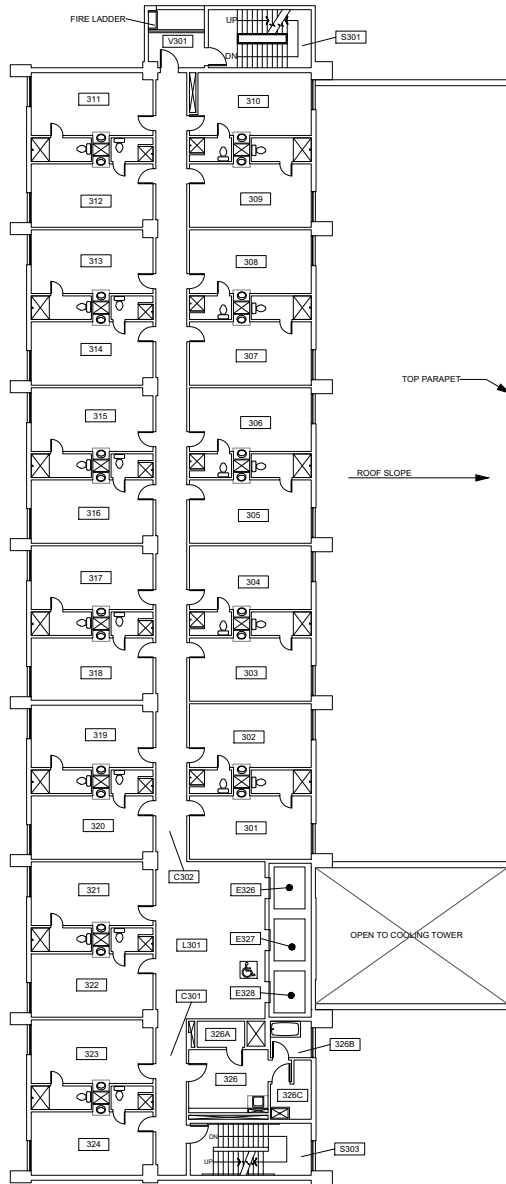 FIRE LADDER
UP
V301
S301
DN
311
310
312
309
313
308
314
307
TOP PARAPET
315
306
ROOF SLOPE
316
305
317
304
318
303
319
302
320
301
C302
321
E326
L301
E327
OPEN TO COOLING TOWER
322
C301
E328
326A
323
326B
326
326C
DN
324
UP
S303